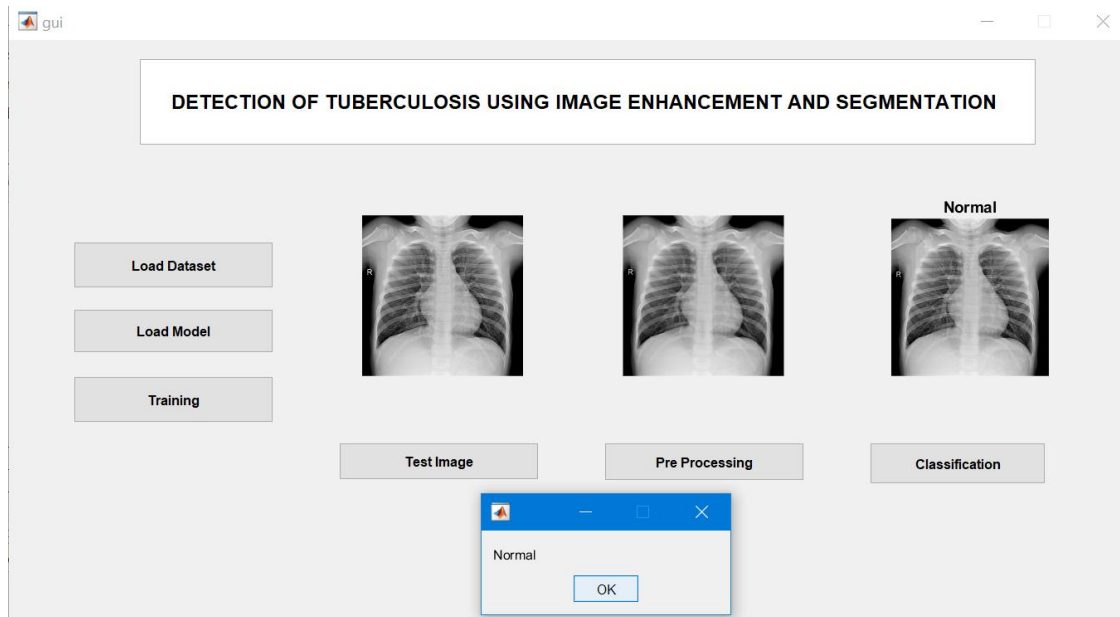 gui
DETECTION OF TUBERCULOSIS USING IMAGE ENHANCEMENT AND SEGMENTATION
Normal
R
R
R
Load Dataset
Load Model
Training
Test Image
Pre Processing
Classification
Normal
OK